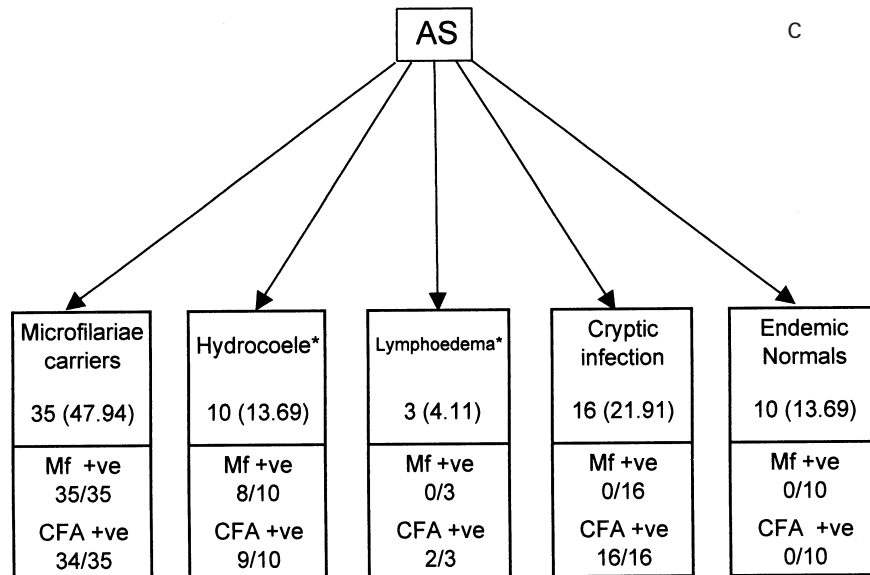 AS
C
Microfilariae
carriers
35 (47.94)
Mf +ve
35/35
CFA +ve
34/35
Hydrocoele*
10 (13.69)
Mf +ve
8/10
CFA +ve
9/10
Lymphoedema*
3 (4.11)
Mf +ve
0/3
CFA +ve
2/3
Cryptic
infection
16 (21.91)
Mf +ve
0/16
CFA +ve
16/16
Endemic
Normals
10 (13.69)
Mf +ve
0/10
CFA +ve
0/10